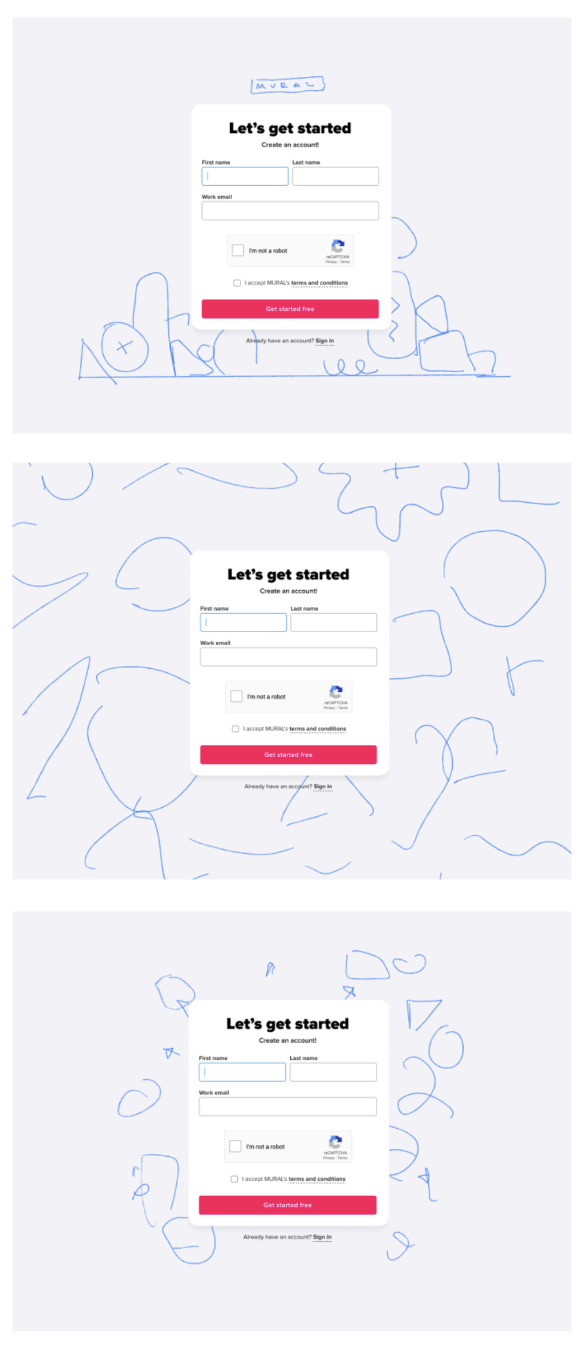 MURAL
Let's get started
Create an account!
First name Last name
Work email
I'm not a robot
reCAPTCHA
Privacy - Terms
I accept MURAL's terms and conditions
Get started free
Already have an account? Sign in
Let's get started
Create an account!
First name Last name
Work email
I'm not a robot
reCAPTCHA
Privacy - Terms
I accept MURAL's terms and conditions
Get started free
Already have an account? Sign in
Let's get started
Create an account!
First name Last name
Work email
I'm not a robot
reCAPTCHA
Privacy - Terms
I accept MURAL's terms and conditions
Get started free
Already have an account? Sign in